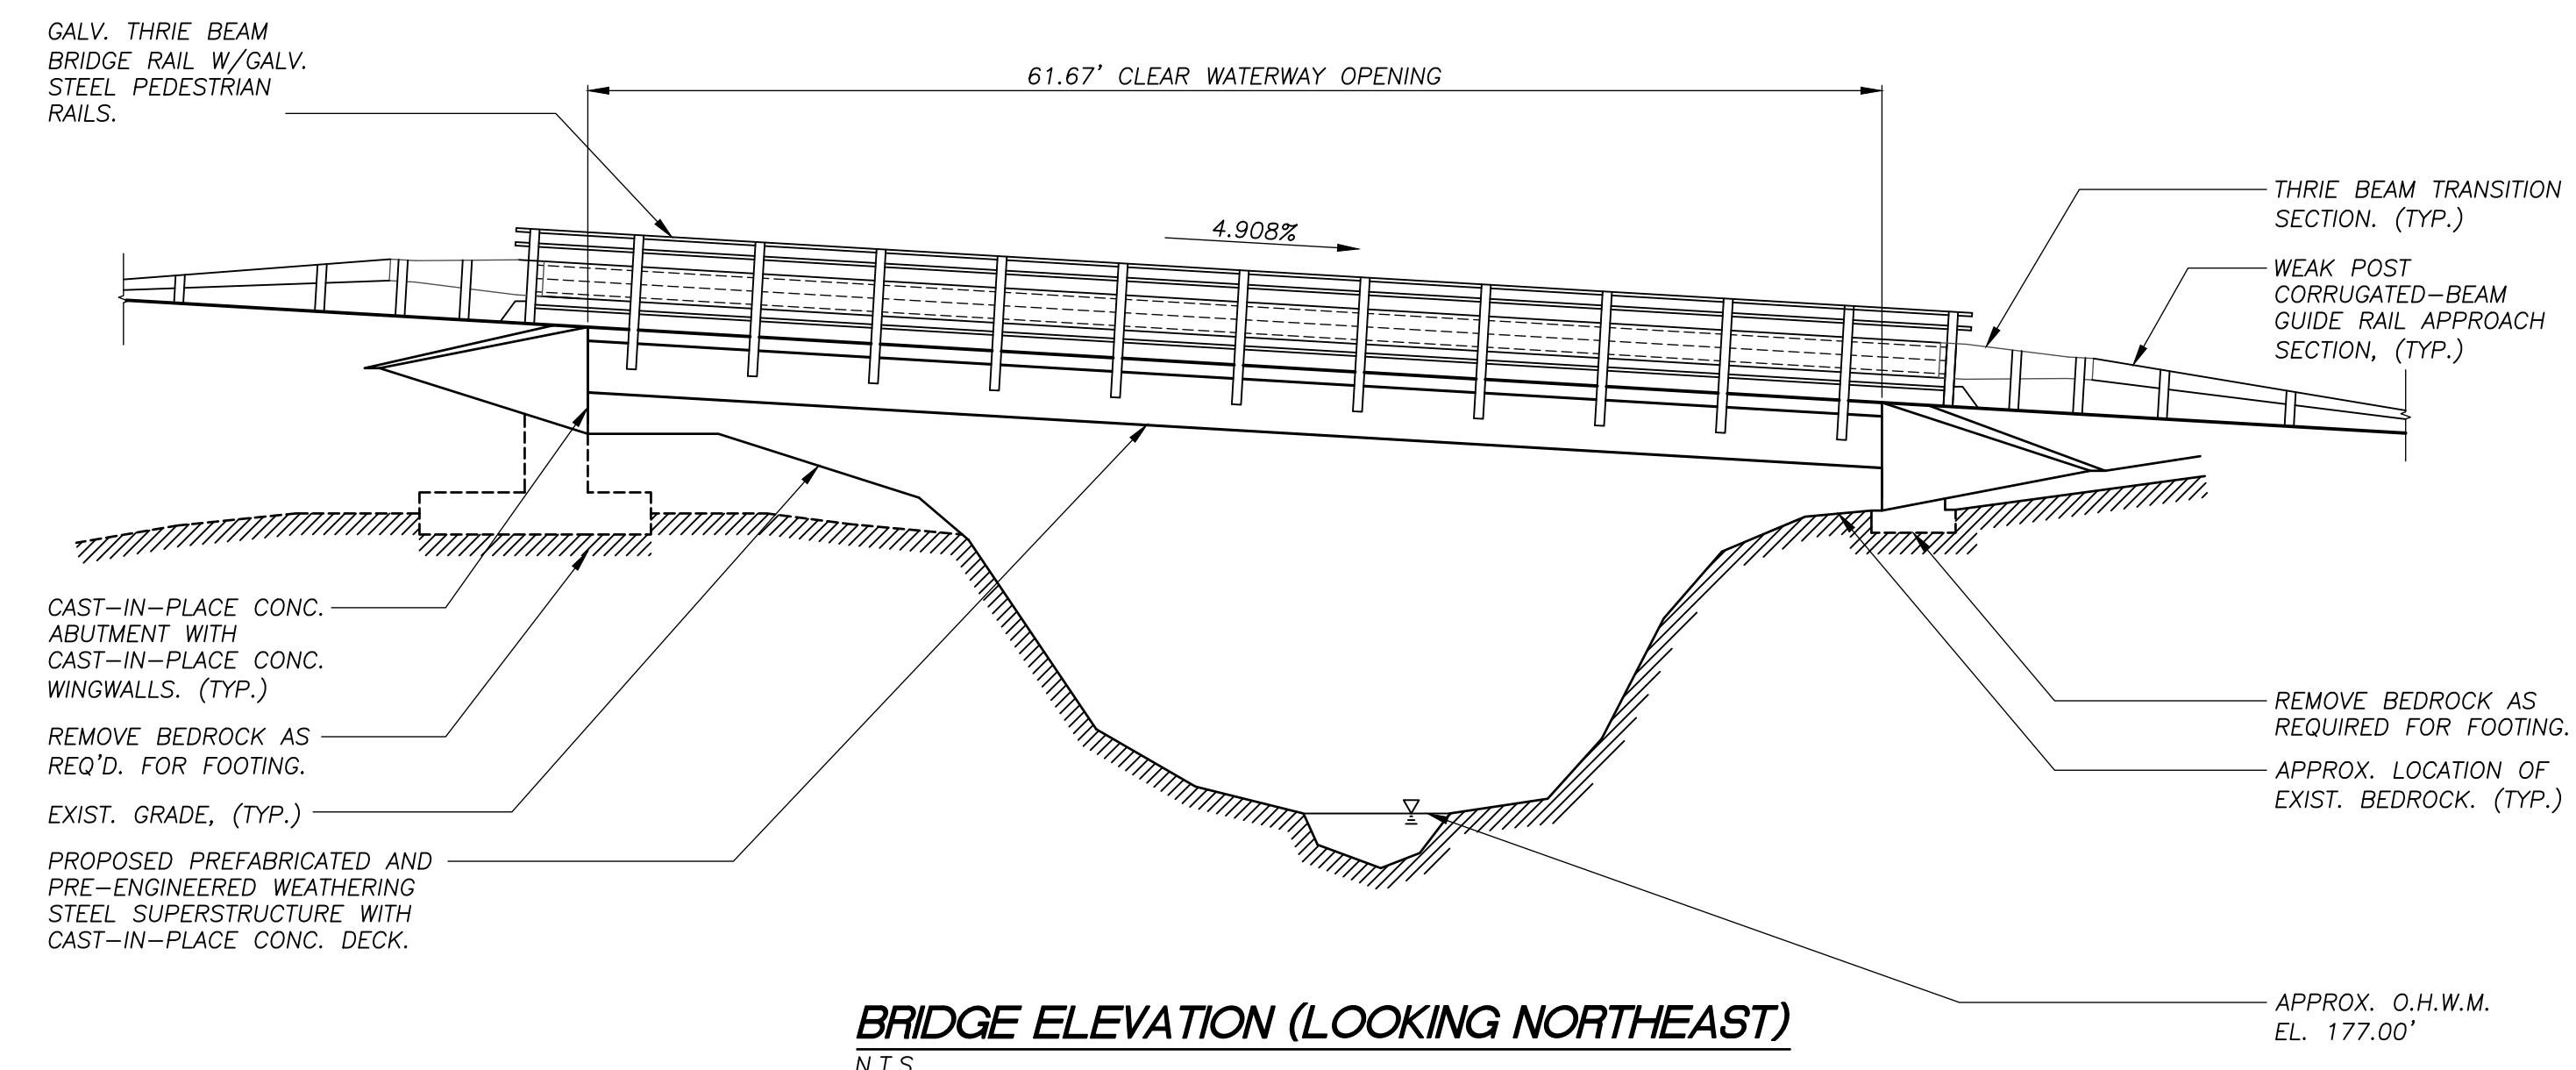 GALV. THRIE BEAM
BRIDGE RAIL W/GALV.
STEEL PEDESTRIAN
RAILS.
61.67' CLEAR WATERWAY OPENING
4.908%
THRIE BEAM TRANSITION
SECTION. (TYP.)
WEAK POST
CORRUGATED-BEAM
GUIDE RAIL APPROACH
SECTION, (TYP.)
CAST-IN-PLACE CONC.
ABUTMENT WITH
CAST-IN-PLACE CONC.
WINGWALLS. (TYP.)
REMOVE BEDROCK AS
REQ'D. FOR FOOTING.
EXIST. GRADE, (TYP.)
PROPOSED PREFABRICATED AND
PRE-ENGINEERED WEATHERING
STEEL SUPERSTRUCTURE WITH
CAST-IN-PLACE CONC. DECK.
REMOVE BEDROCK AS
REQUIRED FOR FOOTING.
APPROX. LOCATION OF
EXIST. BEDROCK. (TYP.)
APPROX. O.H.W.M.
EL. 177.00'
BRIDGE ELEVATION (LOOKING NORTHEAST)
N.T.S.